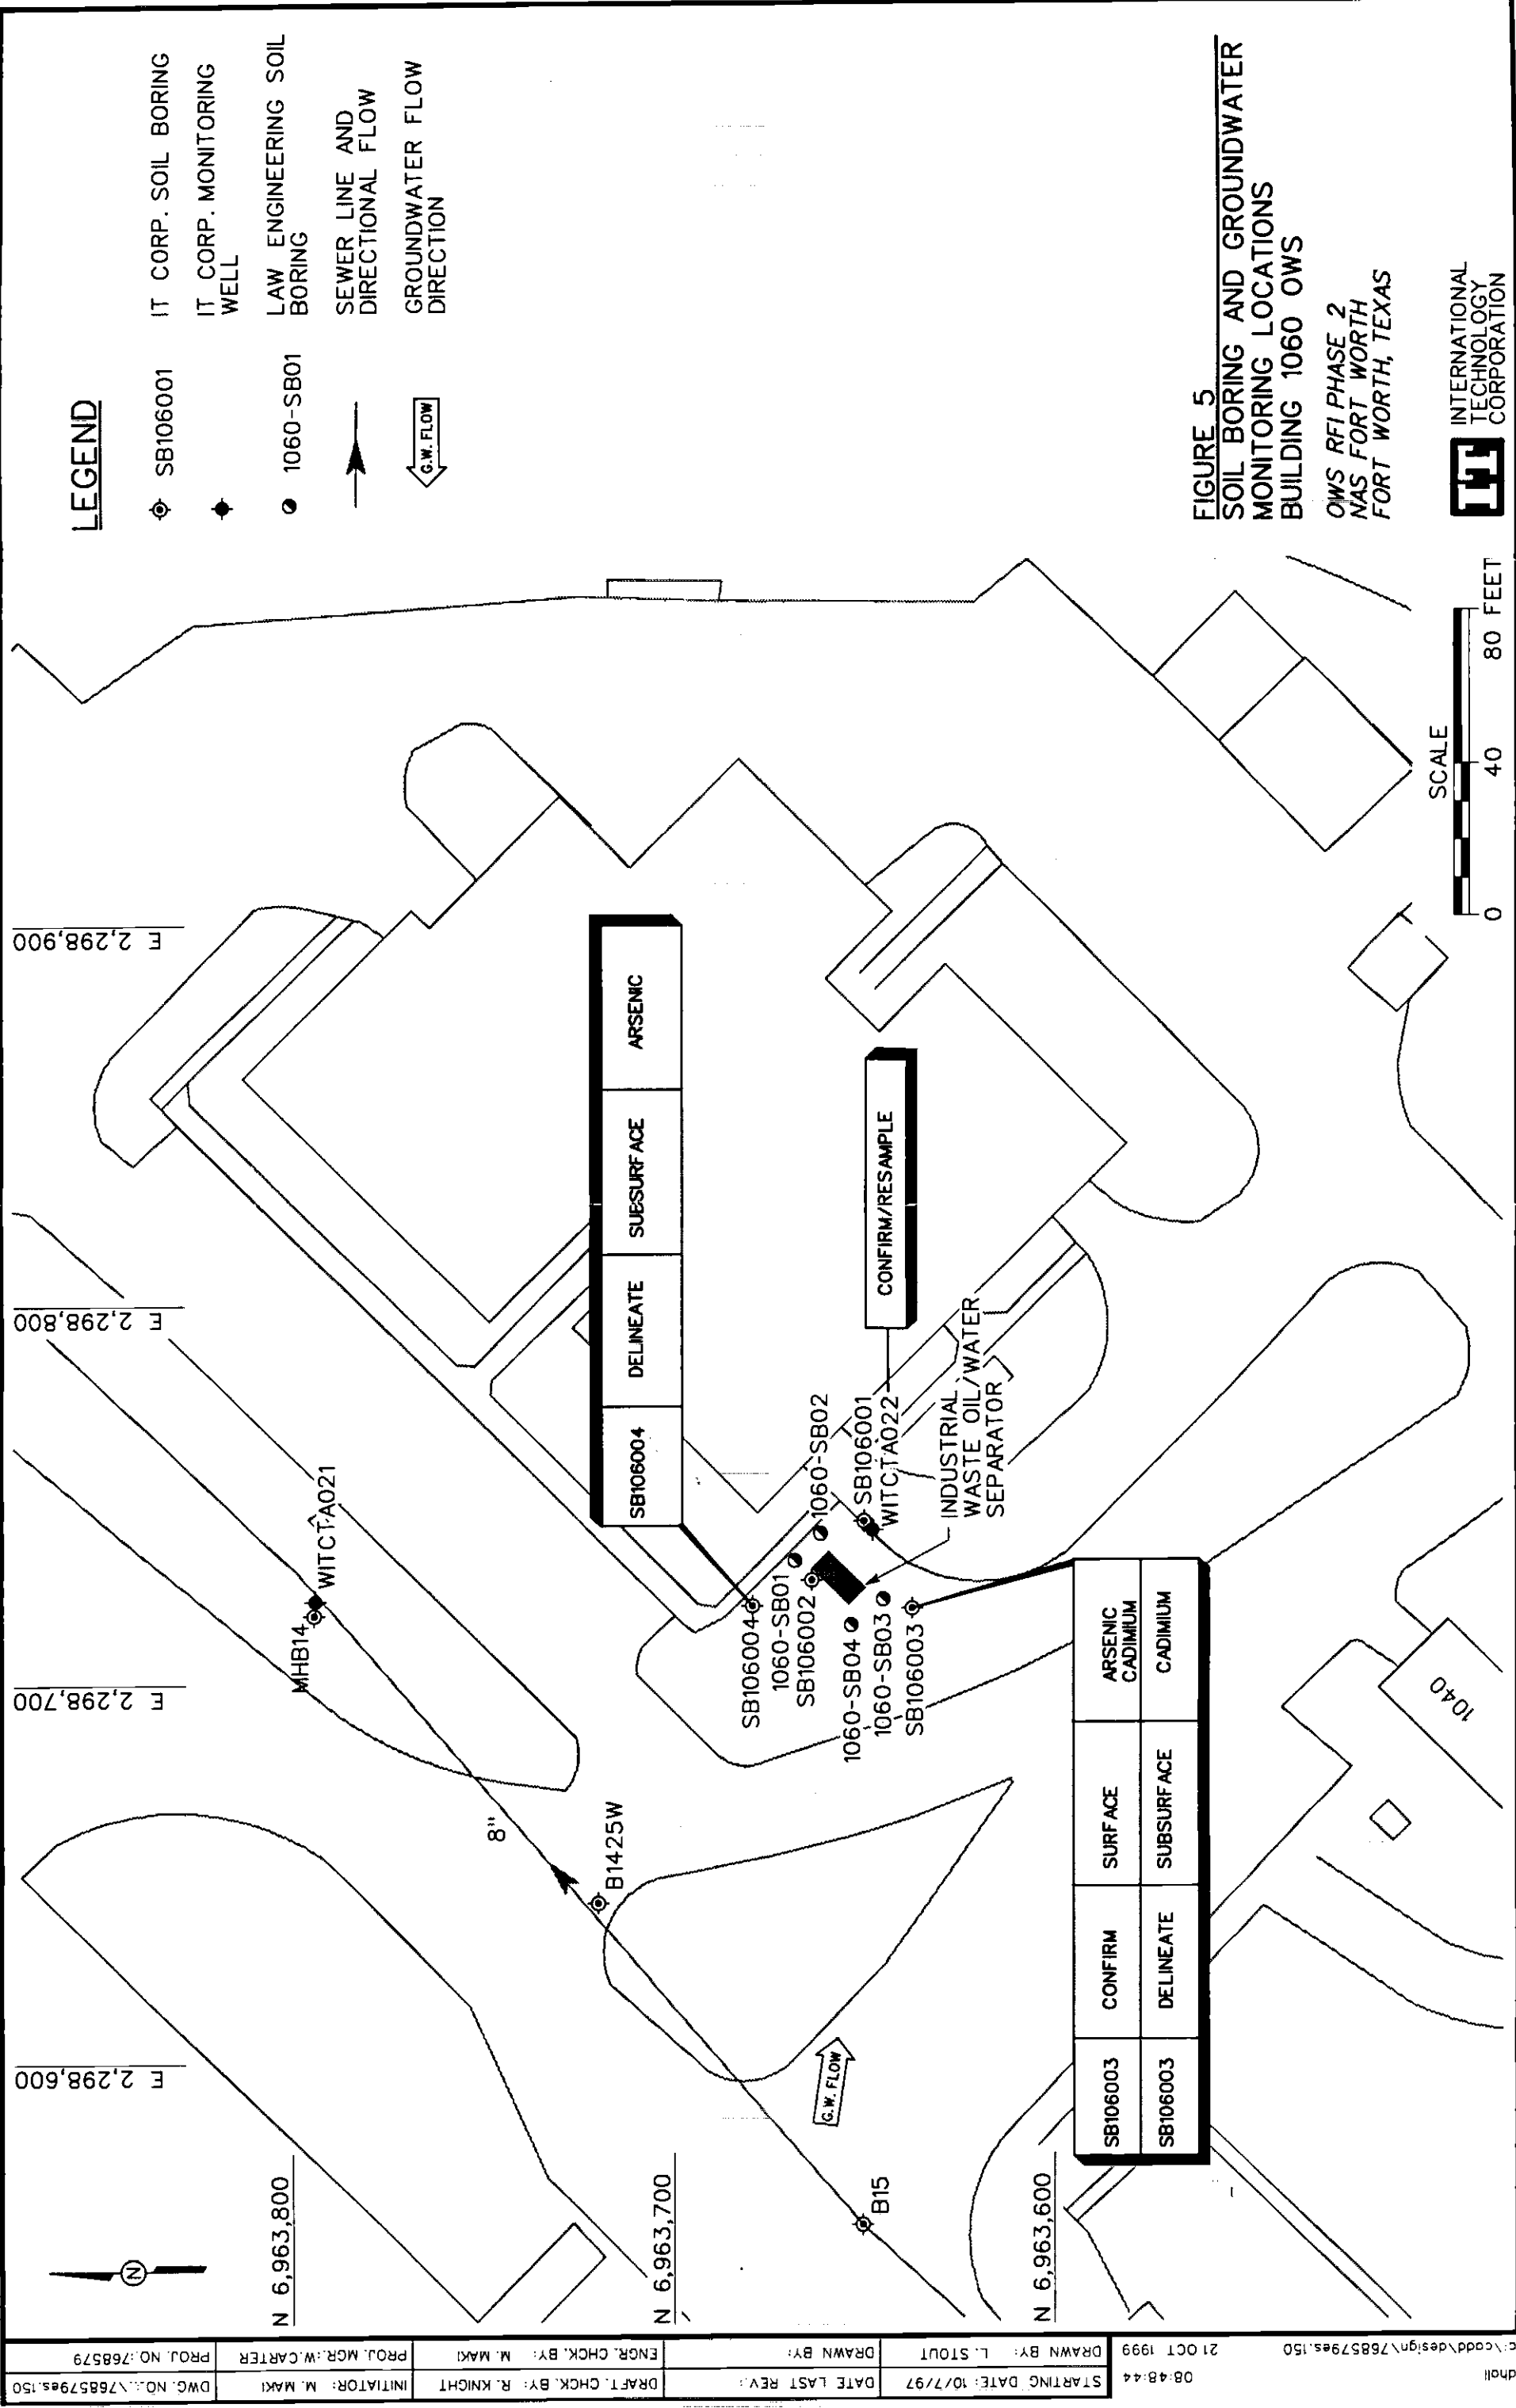 DWG. NO.: .\768579es.150
PROJ. NO.: 768579
INITIATOR: M. MAKI
PROJ. MGR.: W. CARTER
DRAFT. CHCK. BY: R. KNIGHT
ENGR. CHCK. BY: M. MAKI
DATE LAST REV.:
DRAWN BY:
STARTING DATE: 10/7/97
DRAWN BY: L. STOUT
08:48:44
21 OCT 1999
dhall
c:\cadd\design\768579es.150
N
N 6,963,800
N 6,963,700
N 6,963,600
E 2,298,600
E 2,298,700
E 2,298,800
E 2,298,900
B15
G.W. FLOW
B1425W
8"
MHB14
WITCTA021
SB106004
1060-SB01
SB106002
1060-SB04
1060-SB03
SB106003
1060-SB02
SB106001
WITCTA022
INDUSTRIAL
WASTE OIL/WATER
SEPARATOR
SB106004 DELINEATE SUBSURFACE ARSENIC
CONFIRM/RESAMPLE
SB106003 CONFIRM SURFACE ARSENIC
CADIMIUM
SB106003 DELINEATE SUBSURFACE CADIMIUM
1040
SCALE
0 40 80 FEET
LEGEND
SB106001 IT CORP. SOIL BORING
IT CORP. MONITORING
WELL
1060-SB01 LAW ENGINEERING SOIL
BORING
SEWER LINE AND
DIRECTIONAL FLOW
G.W. FLOW GROUNDWATER FLOW
DIRECTION
FIGURE 5
SOIL BORING AND GROUNDWATER
MONITORING LOCATIONS
BUILDING 1060 OWS
OWS RFI PHASE 2
NAS FORT WORTH
FORT WORTH, TEXAS
INTERNATIONAL
TECHNOLOGY
CORPORATION